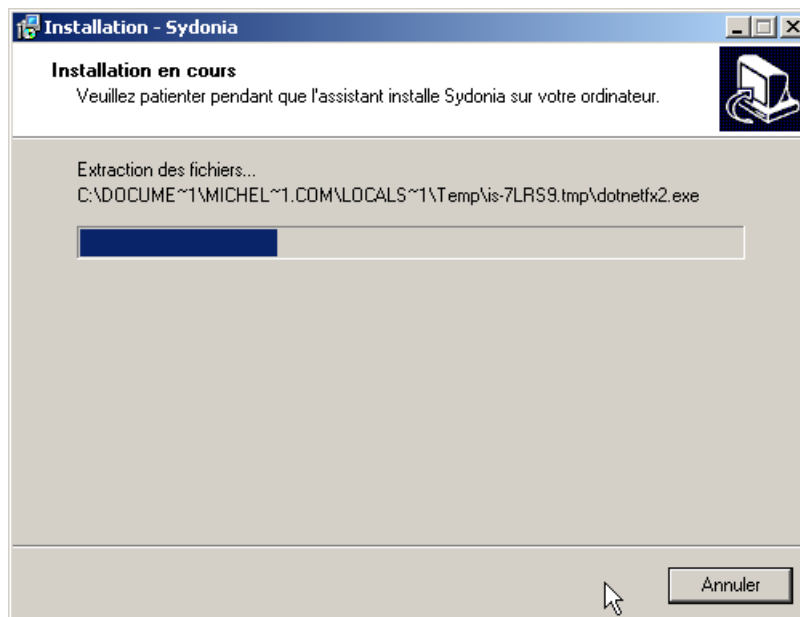 Installation - Sydonia
Installation en cours
Veuillez patienter pendant que l'assistant installe Sydonia sur votre ordinateur.
Extraction des fichiers...
C:\DOCUME~1\MICHEL~1.COM\LOCALS~1\Temp\is-7LRS9.tmp\dotnetfx2.exe
Annuler